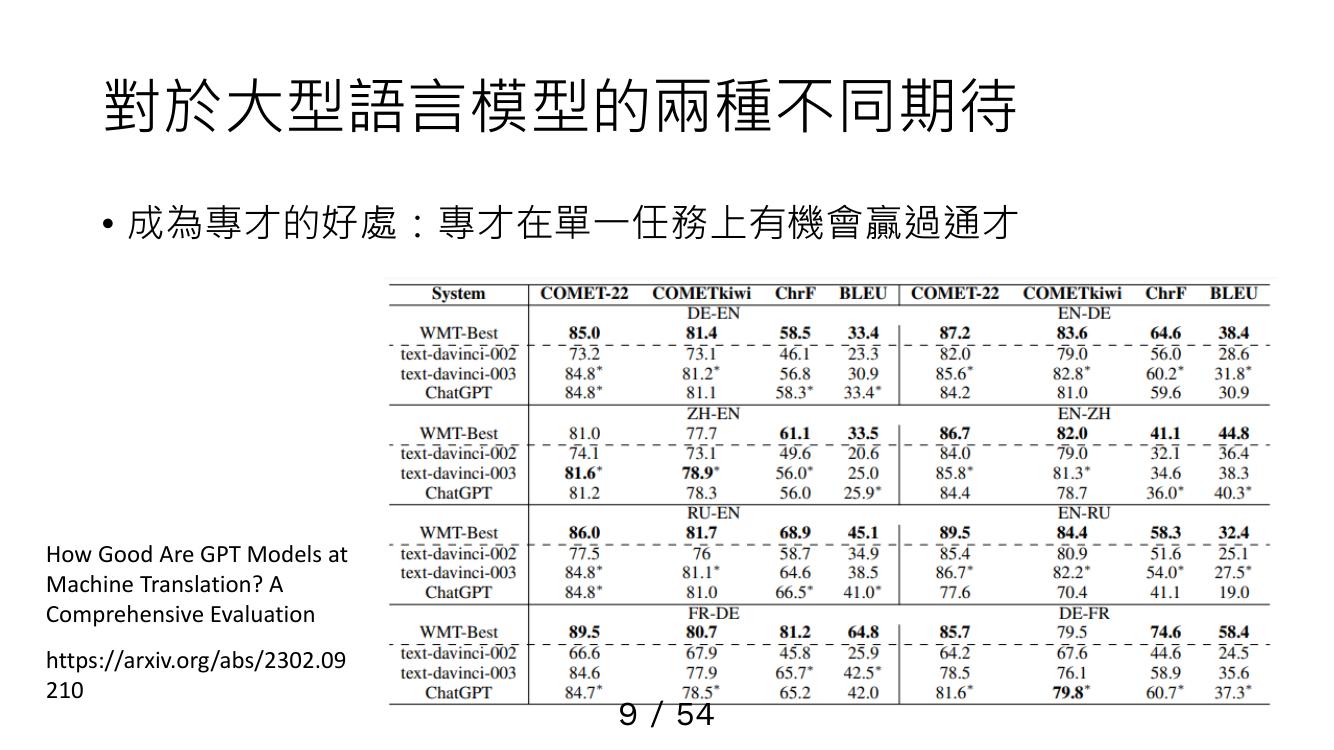 對於大型語言模型的兩種不同期待
• 成為專才的好處：專才在單一任務上有機會贏過通才
System COMET-22 COMETkiwi ChrF BLEU COMET-22 COMETkiwi ChrF BLEU
DE-EN EN-DE
WMT-Best 85.0 81.4 58.5 33.4 87.2 83.6 64.6 38.4
text-davinci-002 73.2 73.1 46.1 23.3 82.0 79.0 56.0 28.6
text-davinci-003 84.8* 81.2* 56.8 30.9 85.6* 82.8* 60.2* 31.8*
ChatGPT 84.8* 81.1 58.3* 33.4* 84.2 81.0 59.6 30.9
ZH-EN EN-ZH
WMT-Best 81.0 77.7 61.1 33.5 86.7 82.0 41.1 44.8
text-davinci-002 74.1 73.1 49.6 20.6 84.0 79.0 32.1 36.4
text-davinci-003 81.6* 78.9* 56.0* 25.0 85.8* 81.3* 34.6 38.3
ChatGPT 81.2 78.3 56.0 25.9* 84.4 78.7 36.0* 40.3*
RU-EN EN-RU
WMT-Best 86.0 81.7 68.9 45.1 89.5 84.4 58.3 32.4
text-davinci-002 77.5 76 58.7 34.9 85.4 80.9 51.6 25.1
text-davinci-003 84.8* 81.1* 64.6 38.5 86.7* 82.2* 54.0* 27.5*
ChatGPT 84.8* 81.0 66.5* 41.0* 77.6 70.4 41.1 19.0
FR-DE DE-FR
WMT-Best 89.5 80.7 81.2 64.8 85.7 79.5 74.6 58.4
text-davinci-002 66.6 67.9 45.8 25.9 64.2 67.6 44.6 24.5
text-davinci-003 84.6 77.9 65.7* 42.5* 78.5 76.1 58.9 35.6
ChatGPT 84.7* 78.5* 65.2 42.0 81.6* 79.8* 60.7* 37.3*
How Good Are GPT Models at
Machine Translation? A
Comprehensive Evaluation
https://arxiv.org/abs/2302.09
210
9 / 54